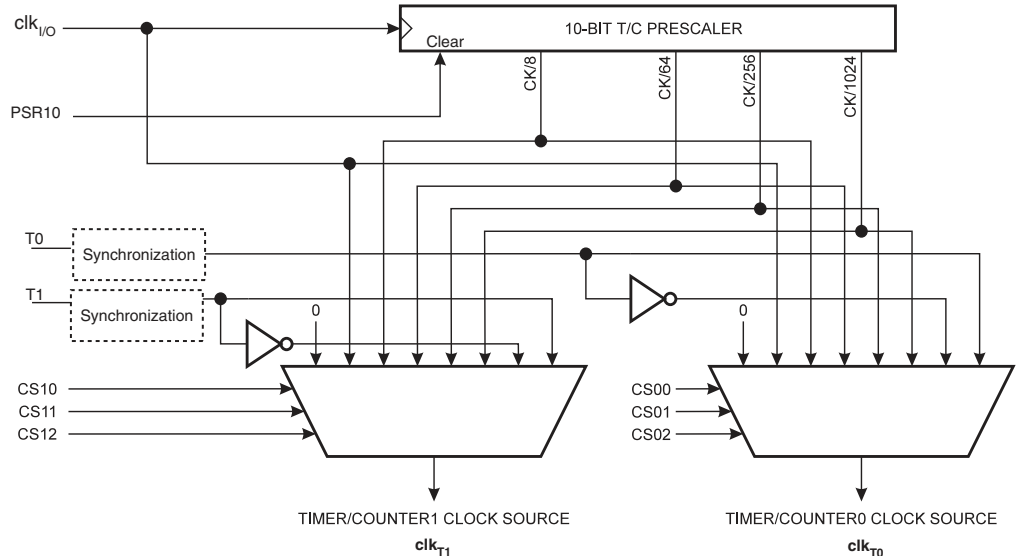 clkI/O
10-BIT T/C PRESCALER
Clear
CK/8
CK/64
CK/256
CK/1024
PSR10
T0
Synchronization
T1
Synchronization
0
0
CS10
CS11
CS12
CS00
CS01
CS02
TIMER/COUNTER1 CLOCK SOURCE
clkT1
TIMER/COUNTER0 CLOCK SOURCE
clkT0